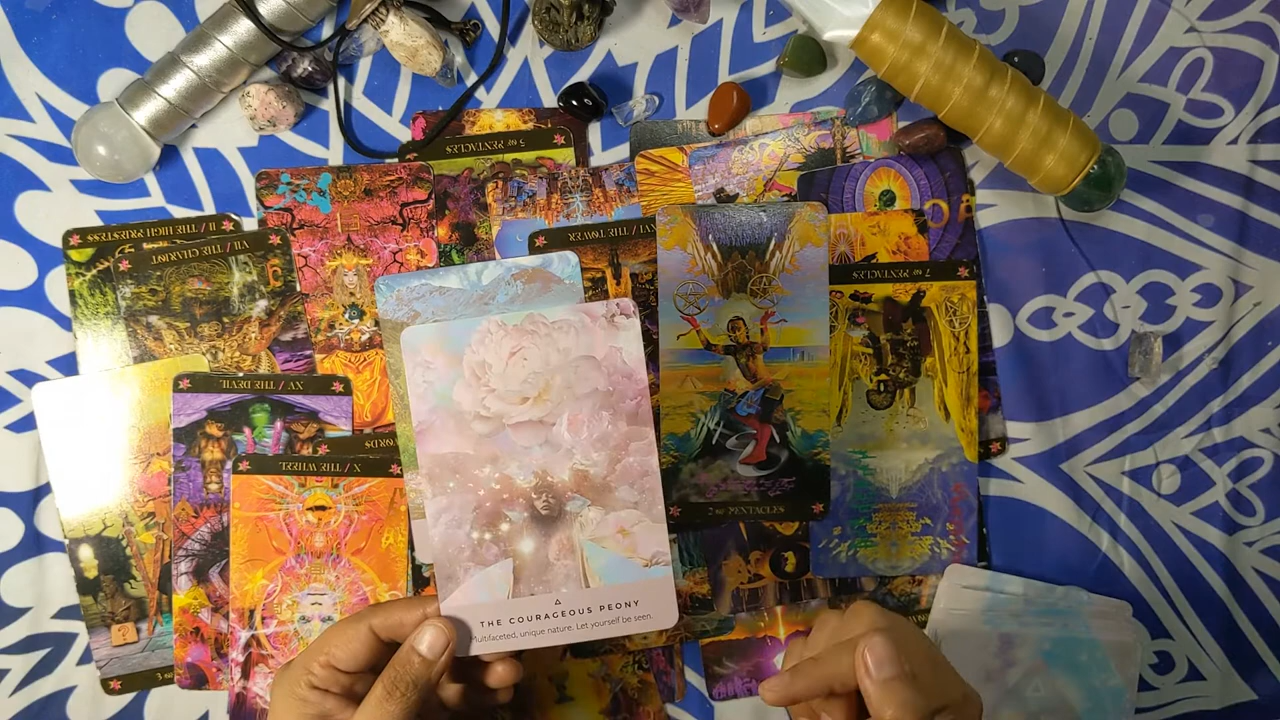 5 OF PENTACLES
II / THE HIGH PRIESTESS
XVI / THE TOWER
VII / THE CHARIOT
7 OF PENTACLES
XV / THE DEVIL
X / THE WHEEL
2 OF PENTACLES
THE COURAGEOUS PEONY
Multifaceted, unique nature. Let yourself be seen.
?